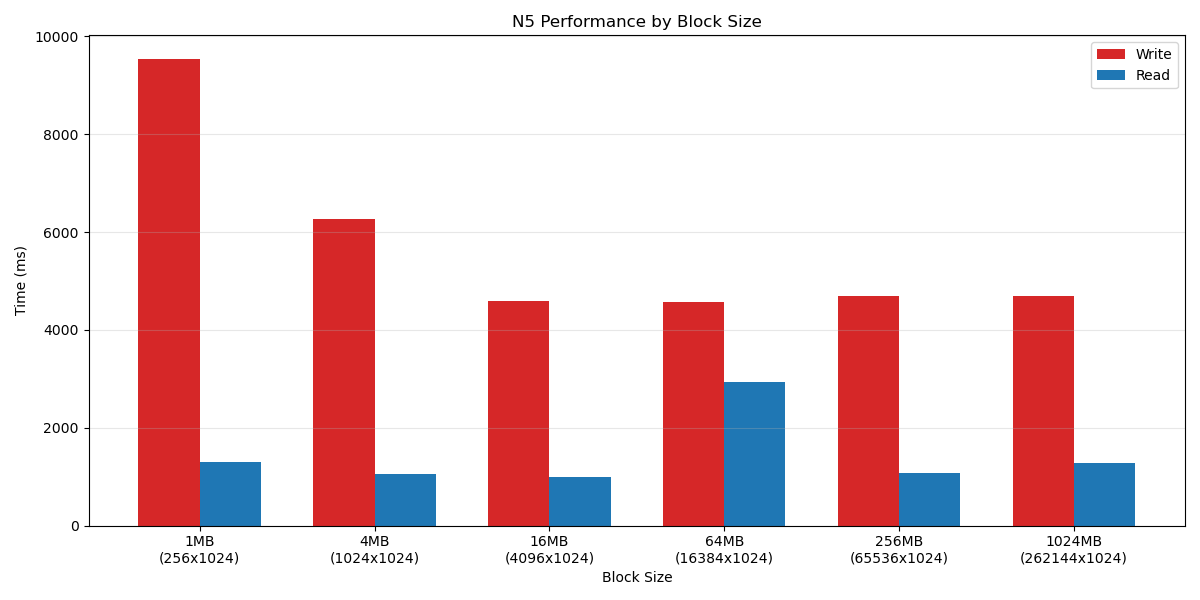 N5 Performance by Block Size
Write
Read
Time (ms)
10000
8000
6000
4000
2000
0
1MB
(256x1024)
4MB
(1024x1024)
16MB
(4096x1024)
64MB
(16384x1024)
256MB
(65536x1024)
1024MB
(262144x1024)
Block Size